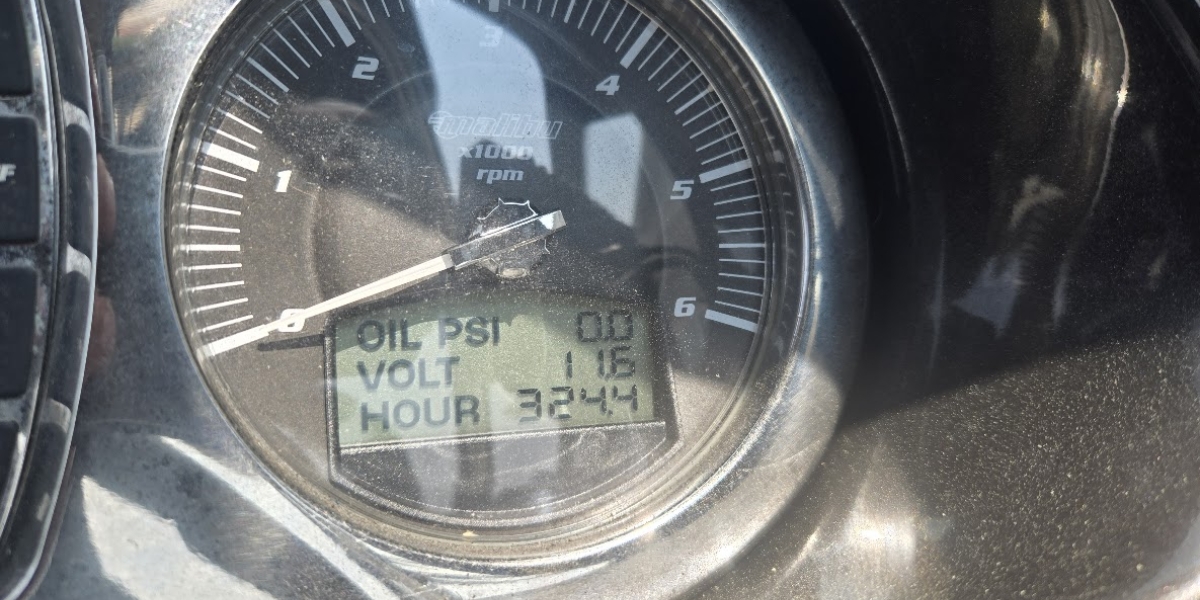 3
2
4
malibu
x1000
rpm
1
5
F
0
6
OIL PSI 0.0
VOLT 11.6
HOUR 324.4